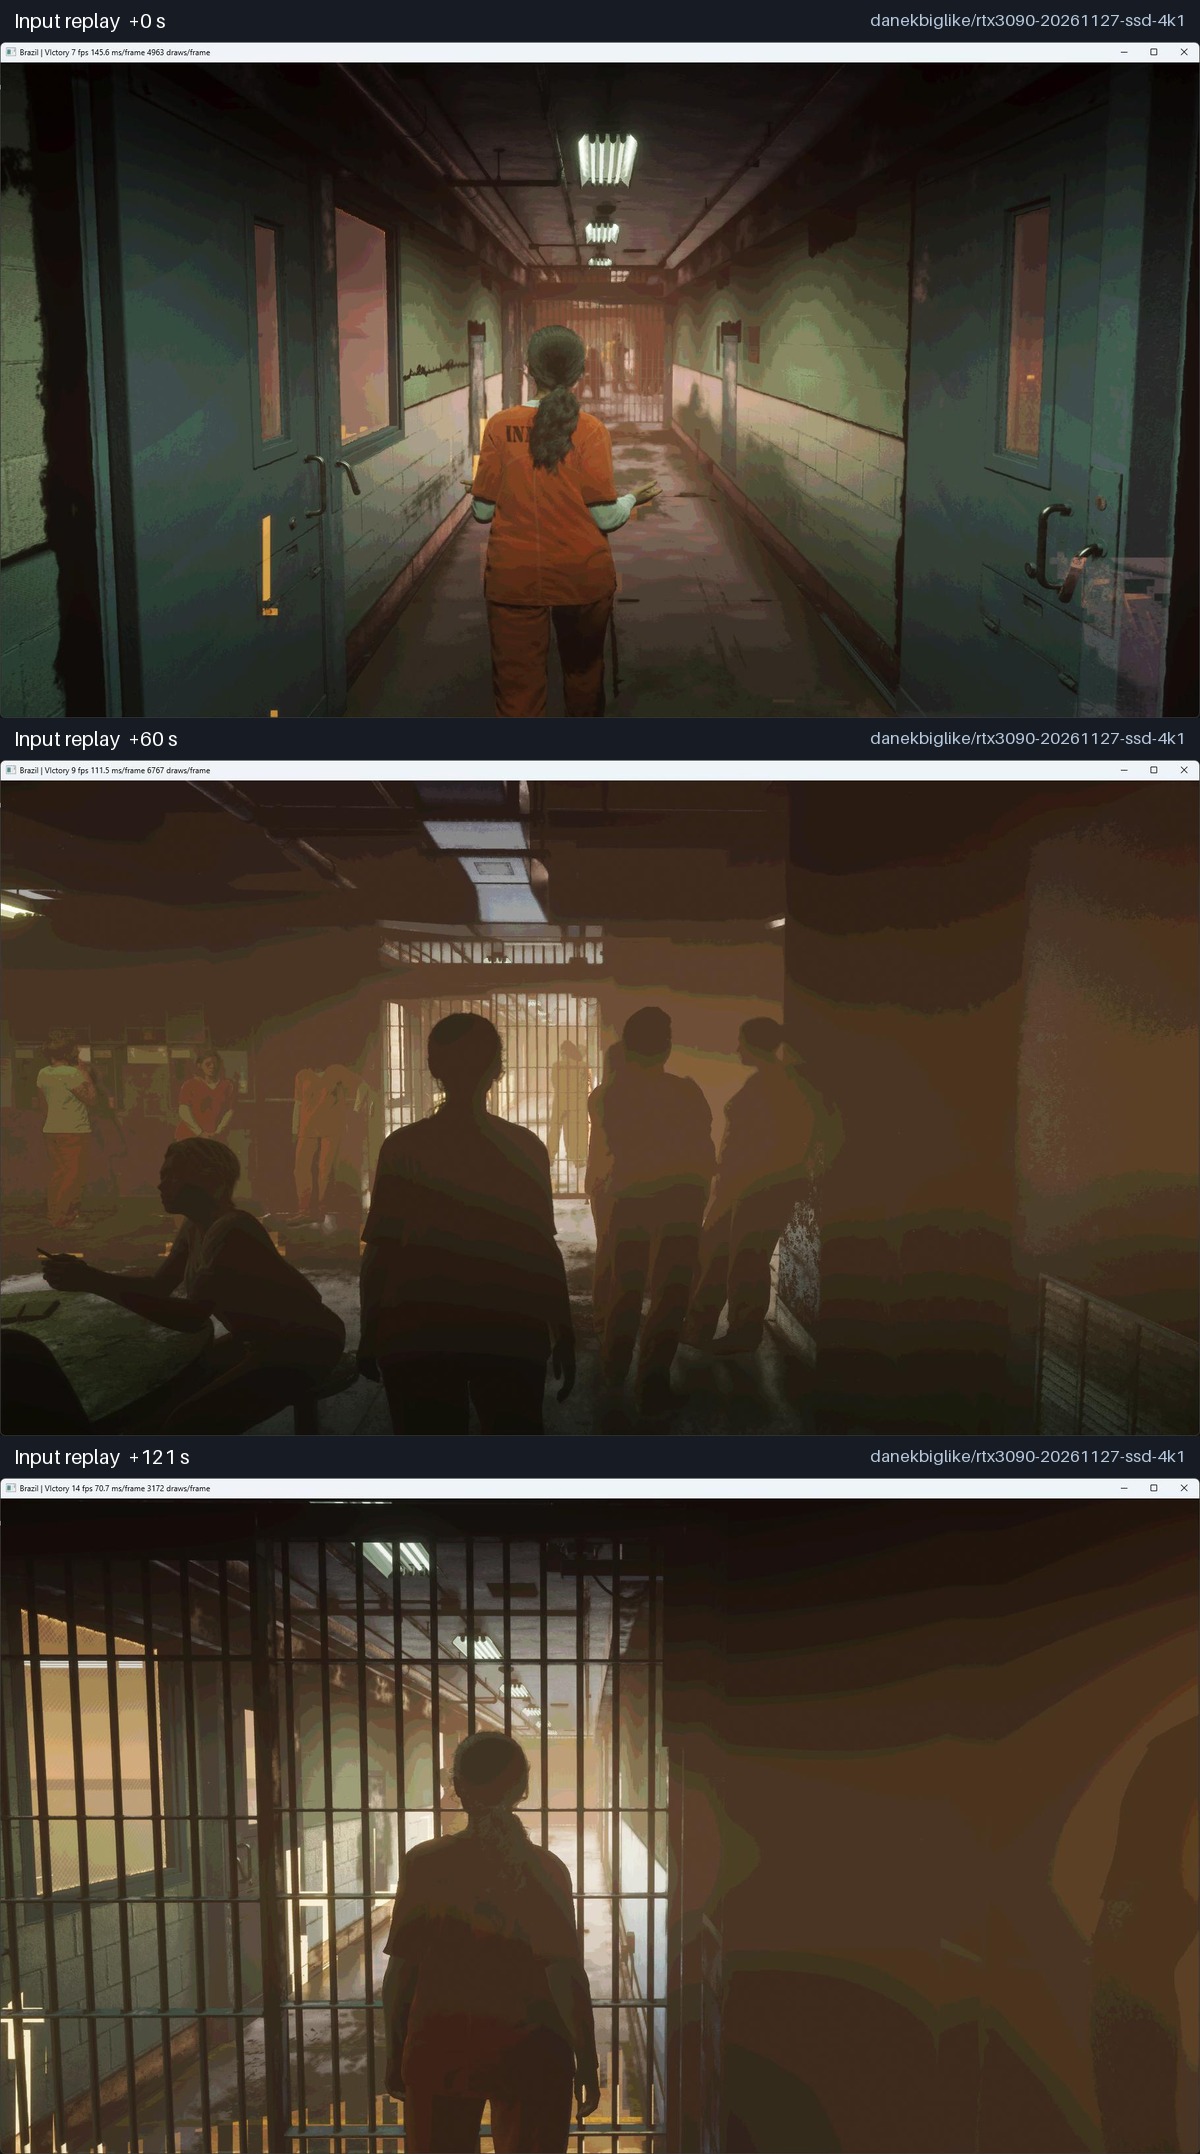 Input replay +0 s
danekbiglike/rtx3090-20261127-ssd-4k1
Brazil | VIctory 7 fps 145.6 ms/frame 4963 draws/frame
IN
Input replay +60 s
danekbiglike/rtx3090-20261127-ssd-4k1
Brazil | VIctory 9 fps 111.5 ms/frame 6767 draws/frame
Input replay +121 s
danekbiglike/rtx3090-20261127-ssd-4k1
Brazil | VIctory 14 fps 70.7 ms/frame 3172 draws/frame